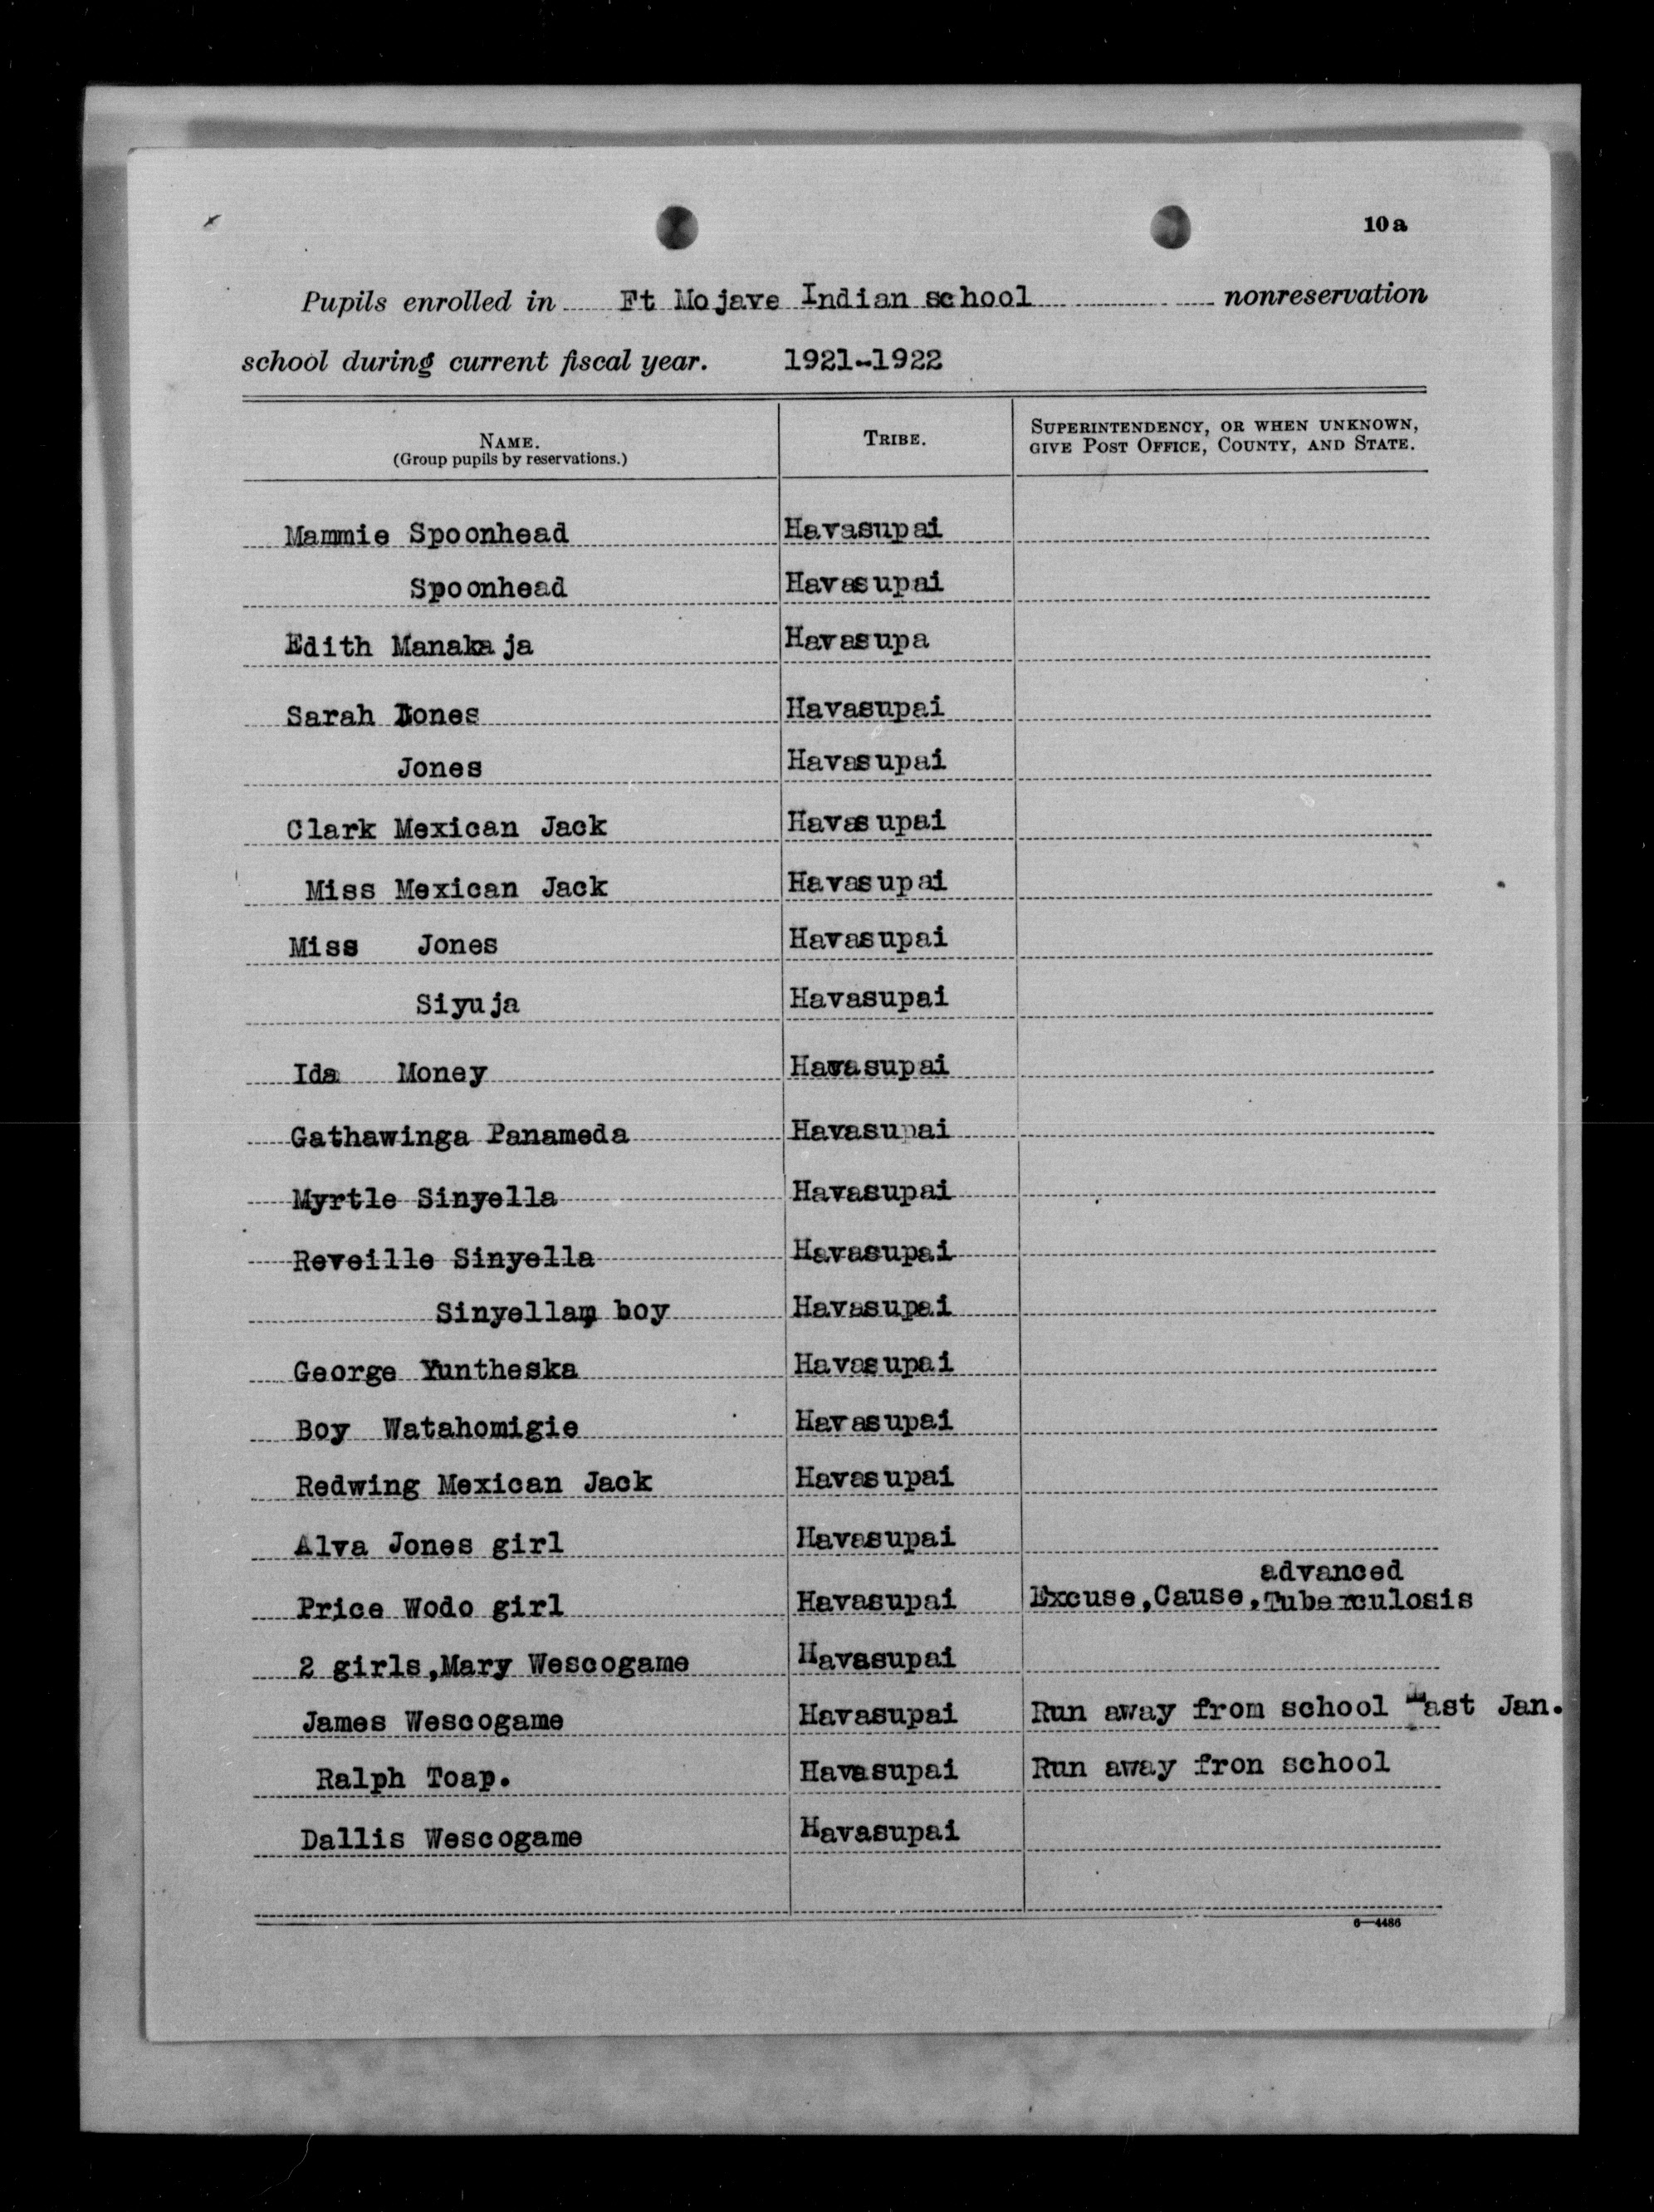 10a
Pupils enrolled in Ft Mojave Indian school nonreservation
school during current fiscal year. 1921-1922
NAME. TRIBE. SUPERINTENDENCY, OR WHEN UNKNOWN,
(Group pupils by reservations.) GIVE POST OFFICE, COUNTY, AND STATE.
Mammie Spoonhead Havasupai
Spoonhead Havasupai
Edith Manakaja Havasupa
Sarah Jones Havasupai
Jones Havasupai
Clark Mexican Jack Havasupai
Miss Mexican Jack Havasupai
Miss Jones Havasupai
Siyuja Havasupai
Ida Money Havasupai
Gathawinga Panameda Havasupai
Myrtle Sinyella Havasupai
Reveille Sinyella Havasupai
Sinyella, boy Havasupai
George Yuntheska Havasupai
Boy Watahomigie Havasupai
Redwing Mexican Jack Havasupai
Alva Jones girl Havasupai
advanced
Price Wodo girl Havasupai Excuse,Cause,Tuberculosis
2 girls,Mary Wescogame Havasupai
James Wescogame Havasupai Run away from school Last Jan.
Ralph Toap. Havasupai Run away fron school
Dallis Wescogame Havasupai
6—4486